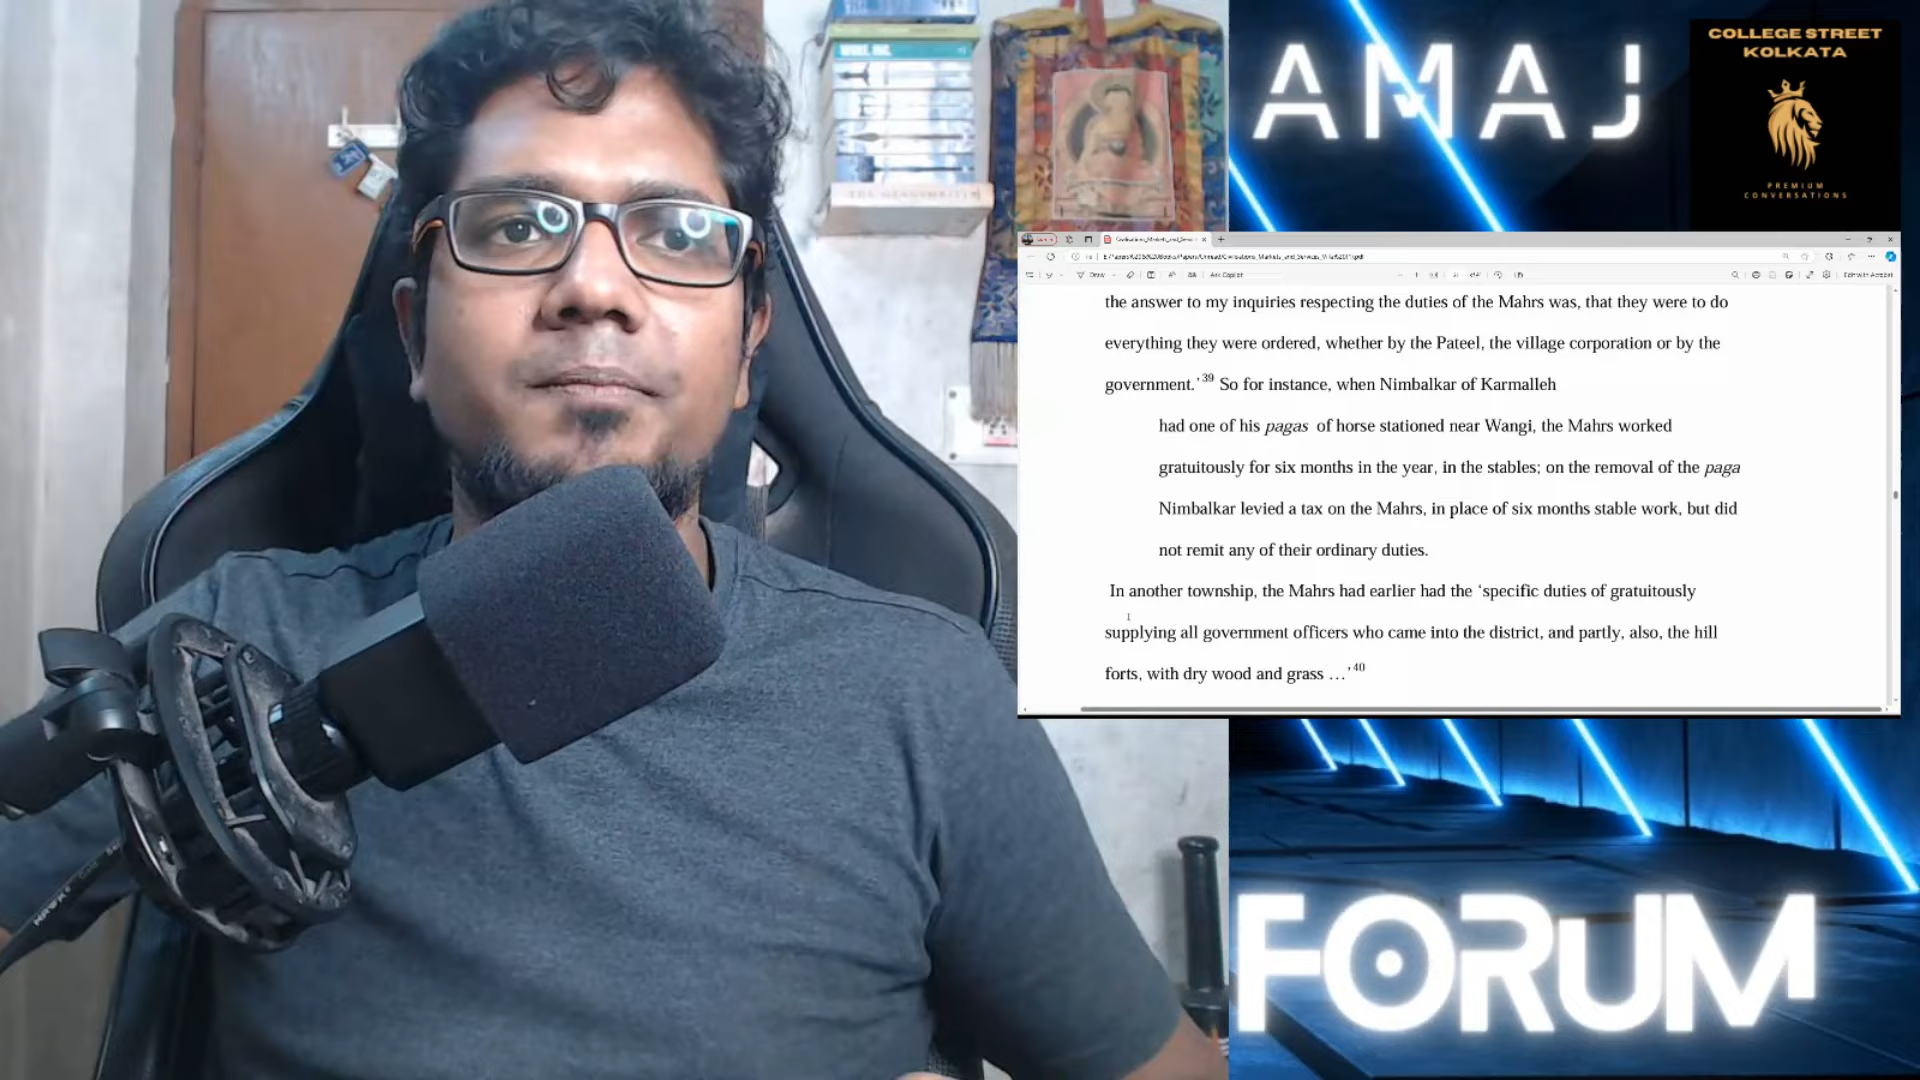 AMAJ
COLLEGE STREET
KOLKATA
PREMIUM
CONVERSATIONS
Draw
Ask Copilot
Edit with Acrobat
the answer to my inquiries respecting the duties of the Mahrs was, that they were to do
everything they were ordered, whether by the Pateel, the village corporation or by the
government.’39 So for instance, when Nimbalkar of Karmalleh
had one of his pagas of horse stationed near Wangi, the Mahrs worked
gratuitously for six months in the year, in the stables; on the removal of the paga
Nimbalkar levied a tax on the Mahrs, in place of six months stable work, but did
not remit any of their ordinary duties.
In another township, the Mahrs had earlier had the ‘specific duties of gratuitously
supplying all government officers who came into the district, and partly, also, the hill
forts, with dry wood and grass …’40
FORUM